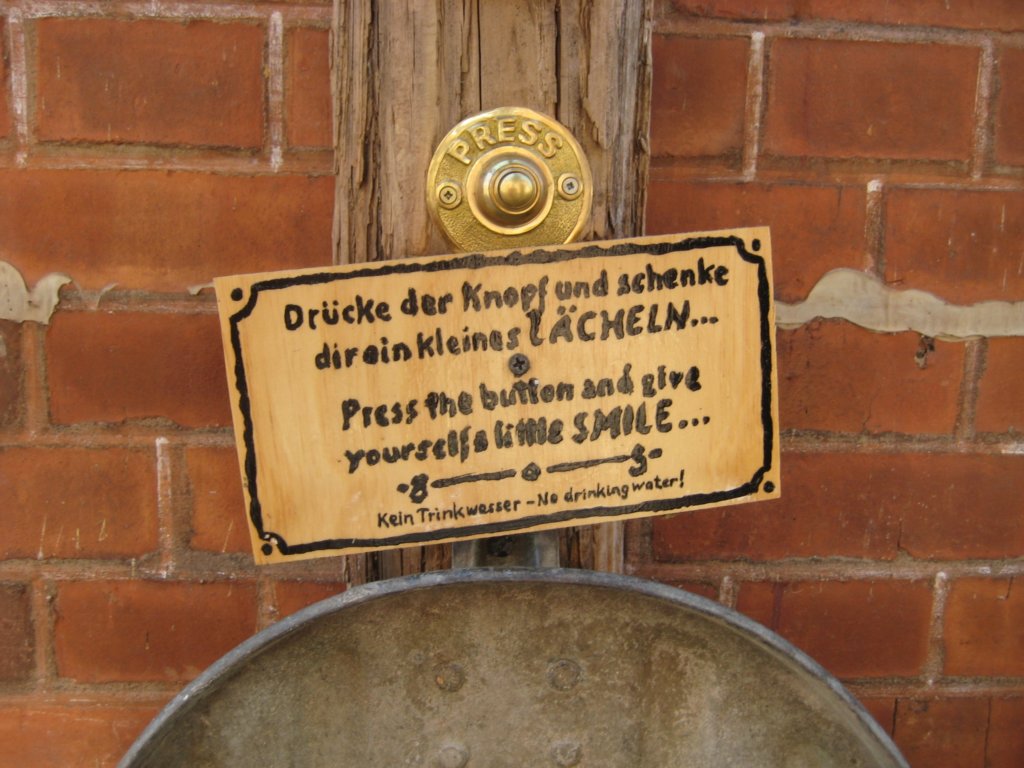 PRESS
Drücke der Knopf und schenke
dir ein kleines LÄCHELN...
Press the button and give
yourself a little SMILE...
Kein Trinkwasser - No drinking water!